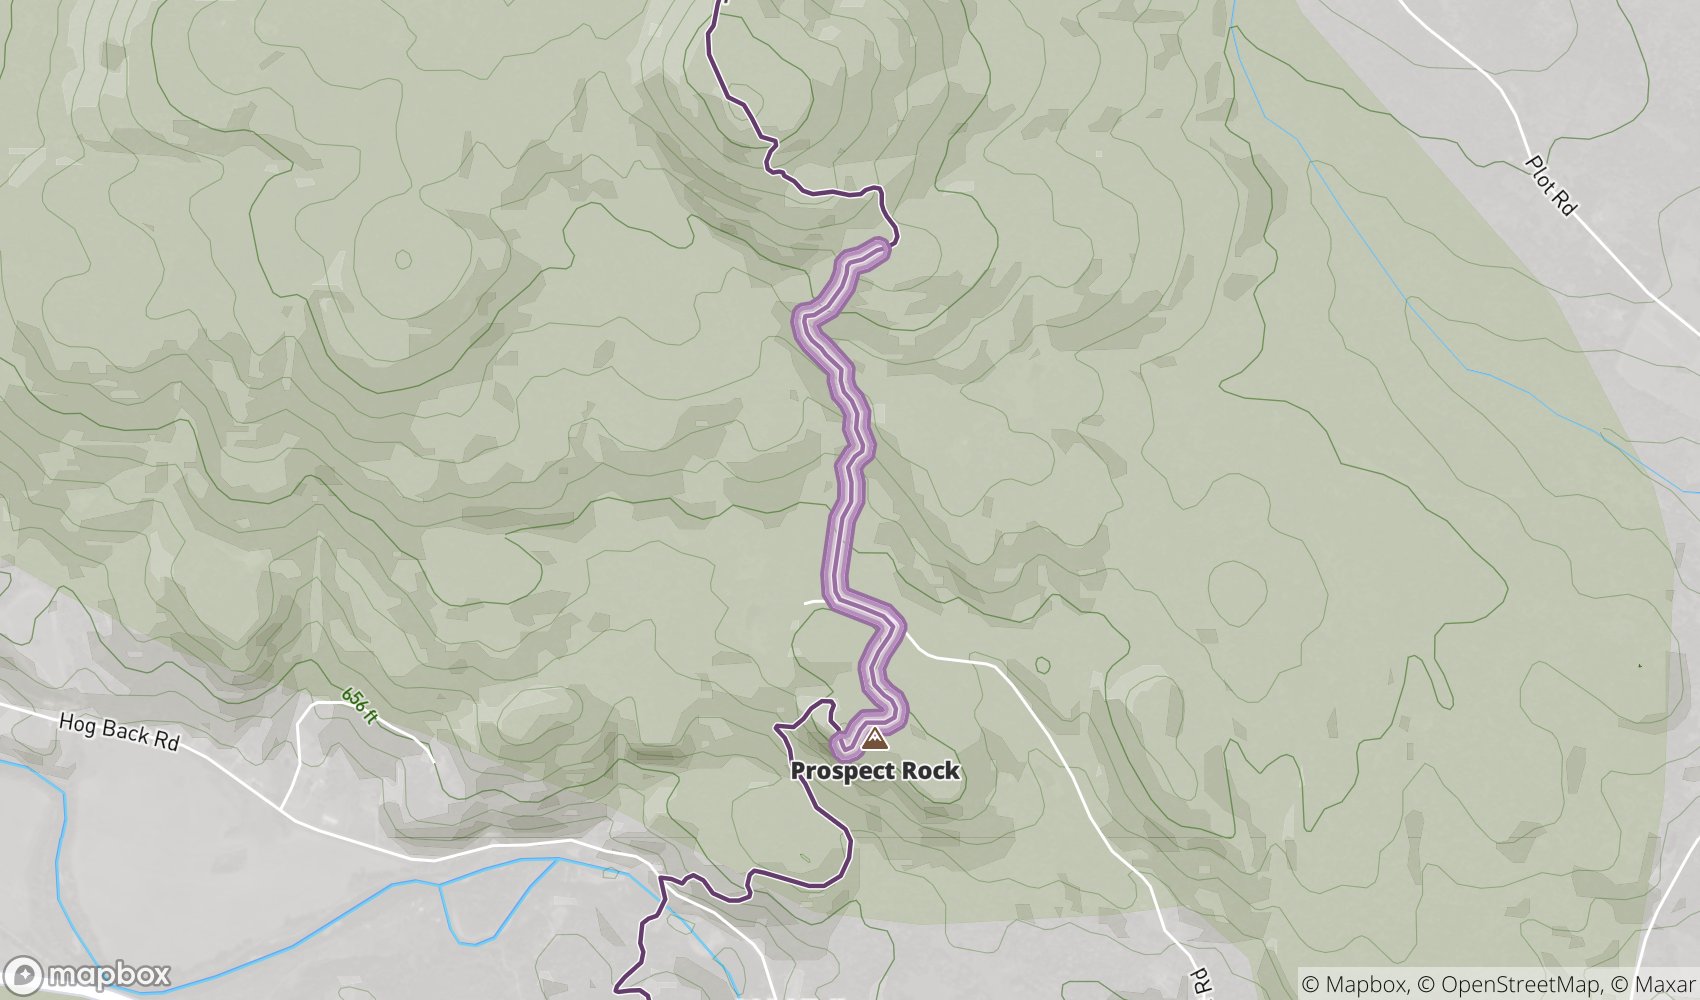 Plot Rd
656 ft
Hog Back Rd
Prospect Rock
Rd
mapbox
© Mapbox, © OpenStreetMap, © Maxar